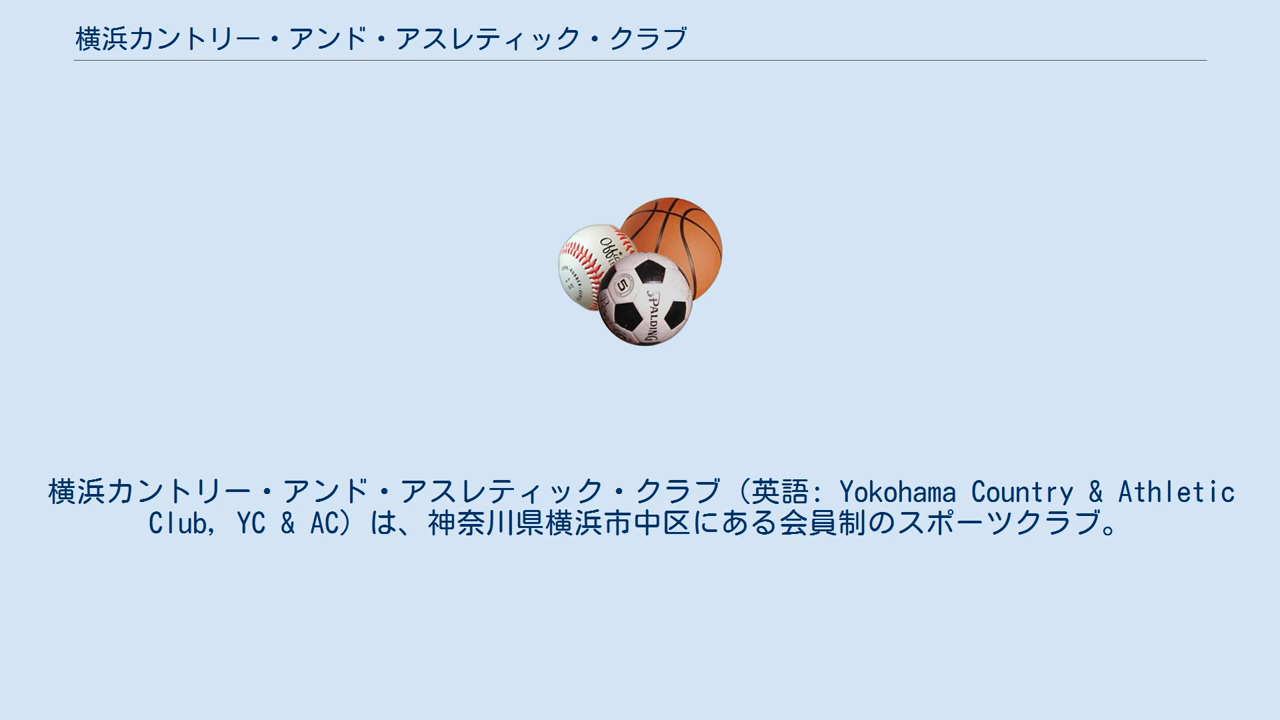 横浜カントリー・アンド・アスレティック・クラブ
5
SPALDING
横浜カントリー・アンド・アスレティック・クラブ（英語: Yokohama Country & Athletic
Club, YC & AC）は、神奈川県横浜市中区にある会員制のスポーツクラブ。